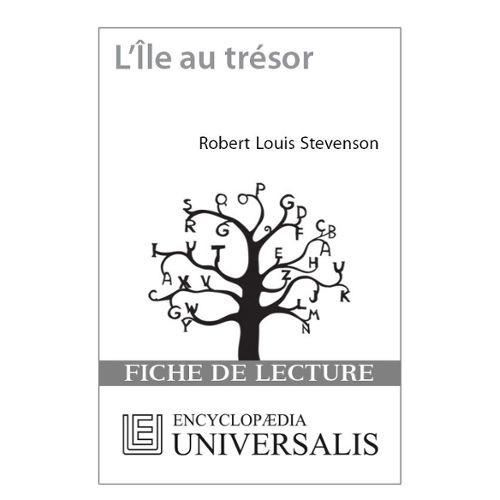 L'Île au trésor
Robert Louis Stevenson
S
R
Q
G
P
G
D
F
C
B
A
I
U
V
T
E
H
Z
U
A
X
V
K
C
G
W
Y
L
J
M
N
FICHE DE LECTURE
E
ENCYCLOPÆDIA
UNIVERSALIS